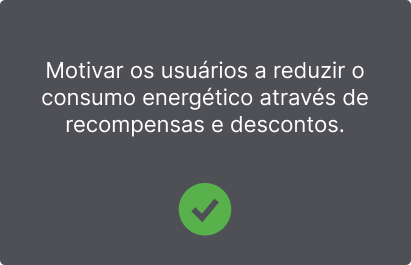 Motivar os usuários a reduzir o
consumo energético através de
recompensas e descontos.